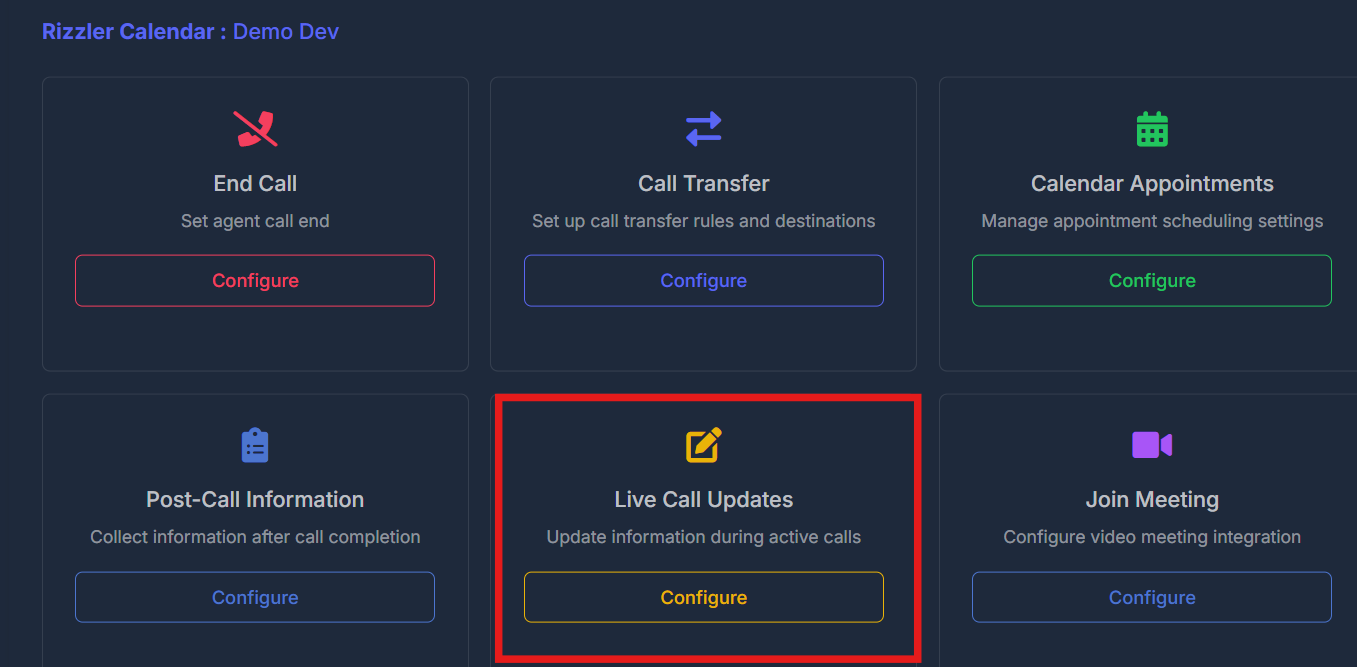 Rizzler Calendar : Demo Dev
End Call
Set agent call end
Configure
Call Transfer
Set up call transfer rules and destinations
Configure
Calendar Appointments
Manage appointment scheduling settings
Configure
Post-Call Information
Collect information after call completion
Configure
Live Call Updates
Update information during active calls
Configure
Join Meeting
Configure video meeting integration
Configure